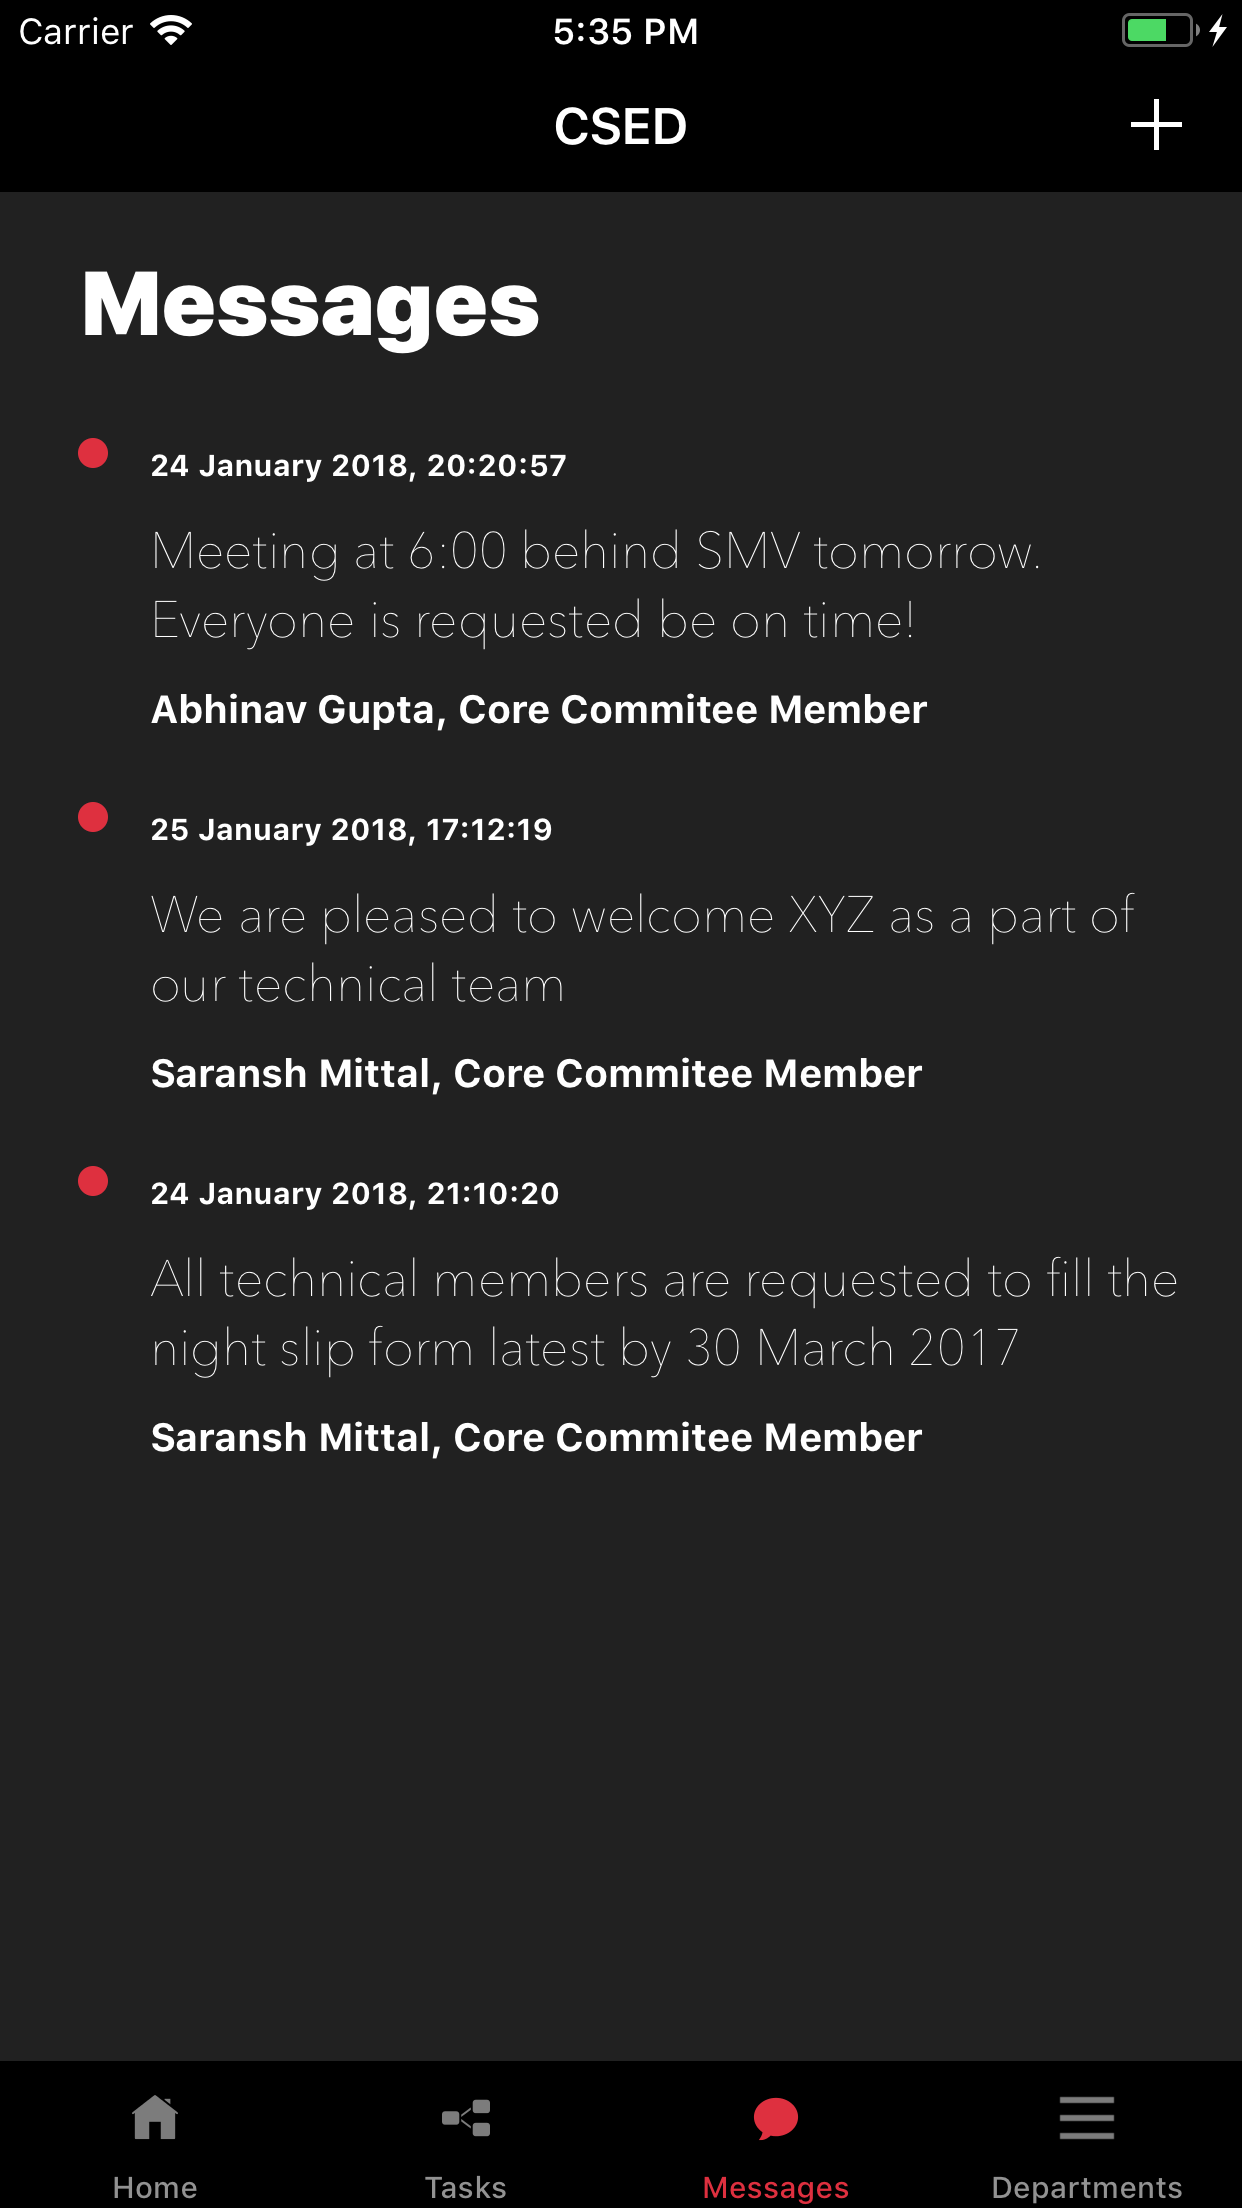 Carrier 5:35 PM
CSED
Messages
24 January 2018, 20:20:57
Meeting at 6:00 behind SMV tomorrow.
Everyone is requested be on time!
Abhinav Gupta, Core Commitee Member
25 January 2018, 17:12:19
We are pleased to welcome XYZ as a part of
our technical team
Saransh Mittal, Core Commitee Member
24 January 2018, 21:10:20
All technical members are requested to fill the
night slip form latest by 30 March 2017
Saransh Mittal, Core Commitee Member
Home Tasks Messages Departments